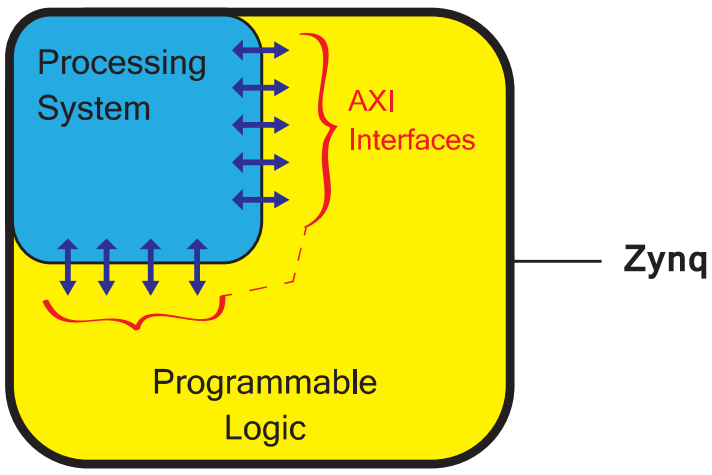 Processing
System
AXI
Interfaces
Zynq
Programmable
Logic